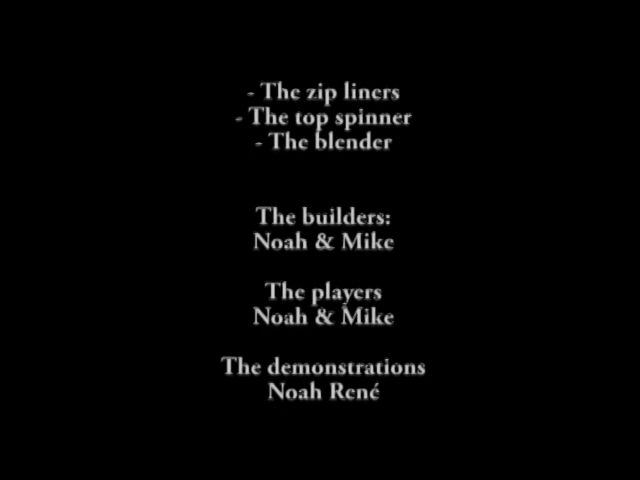 - The zip liners
- The top spinner
- The blender
The builders:
Noah & Mike
The players
Noah & Mike
The demonstrations
Noah René